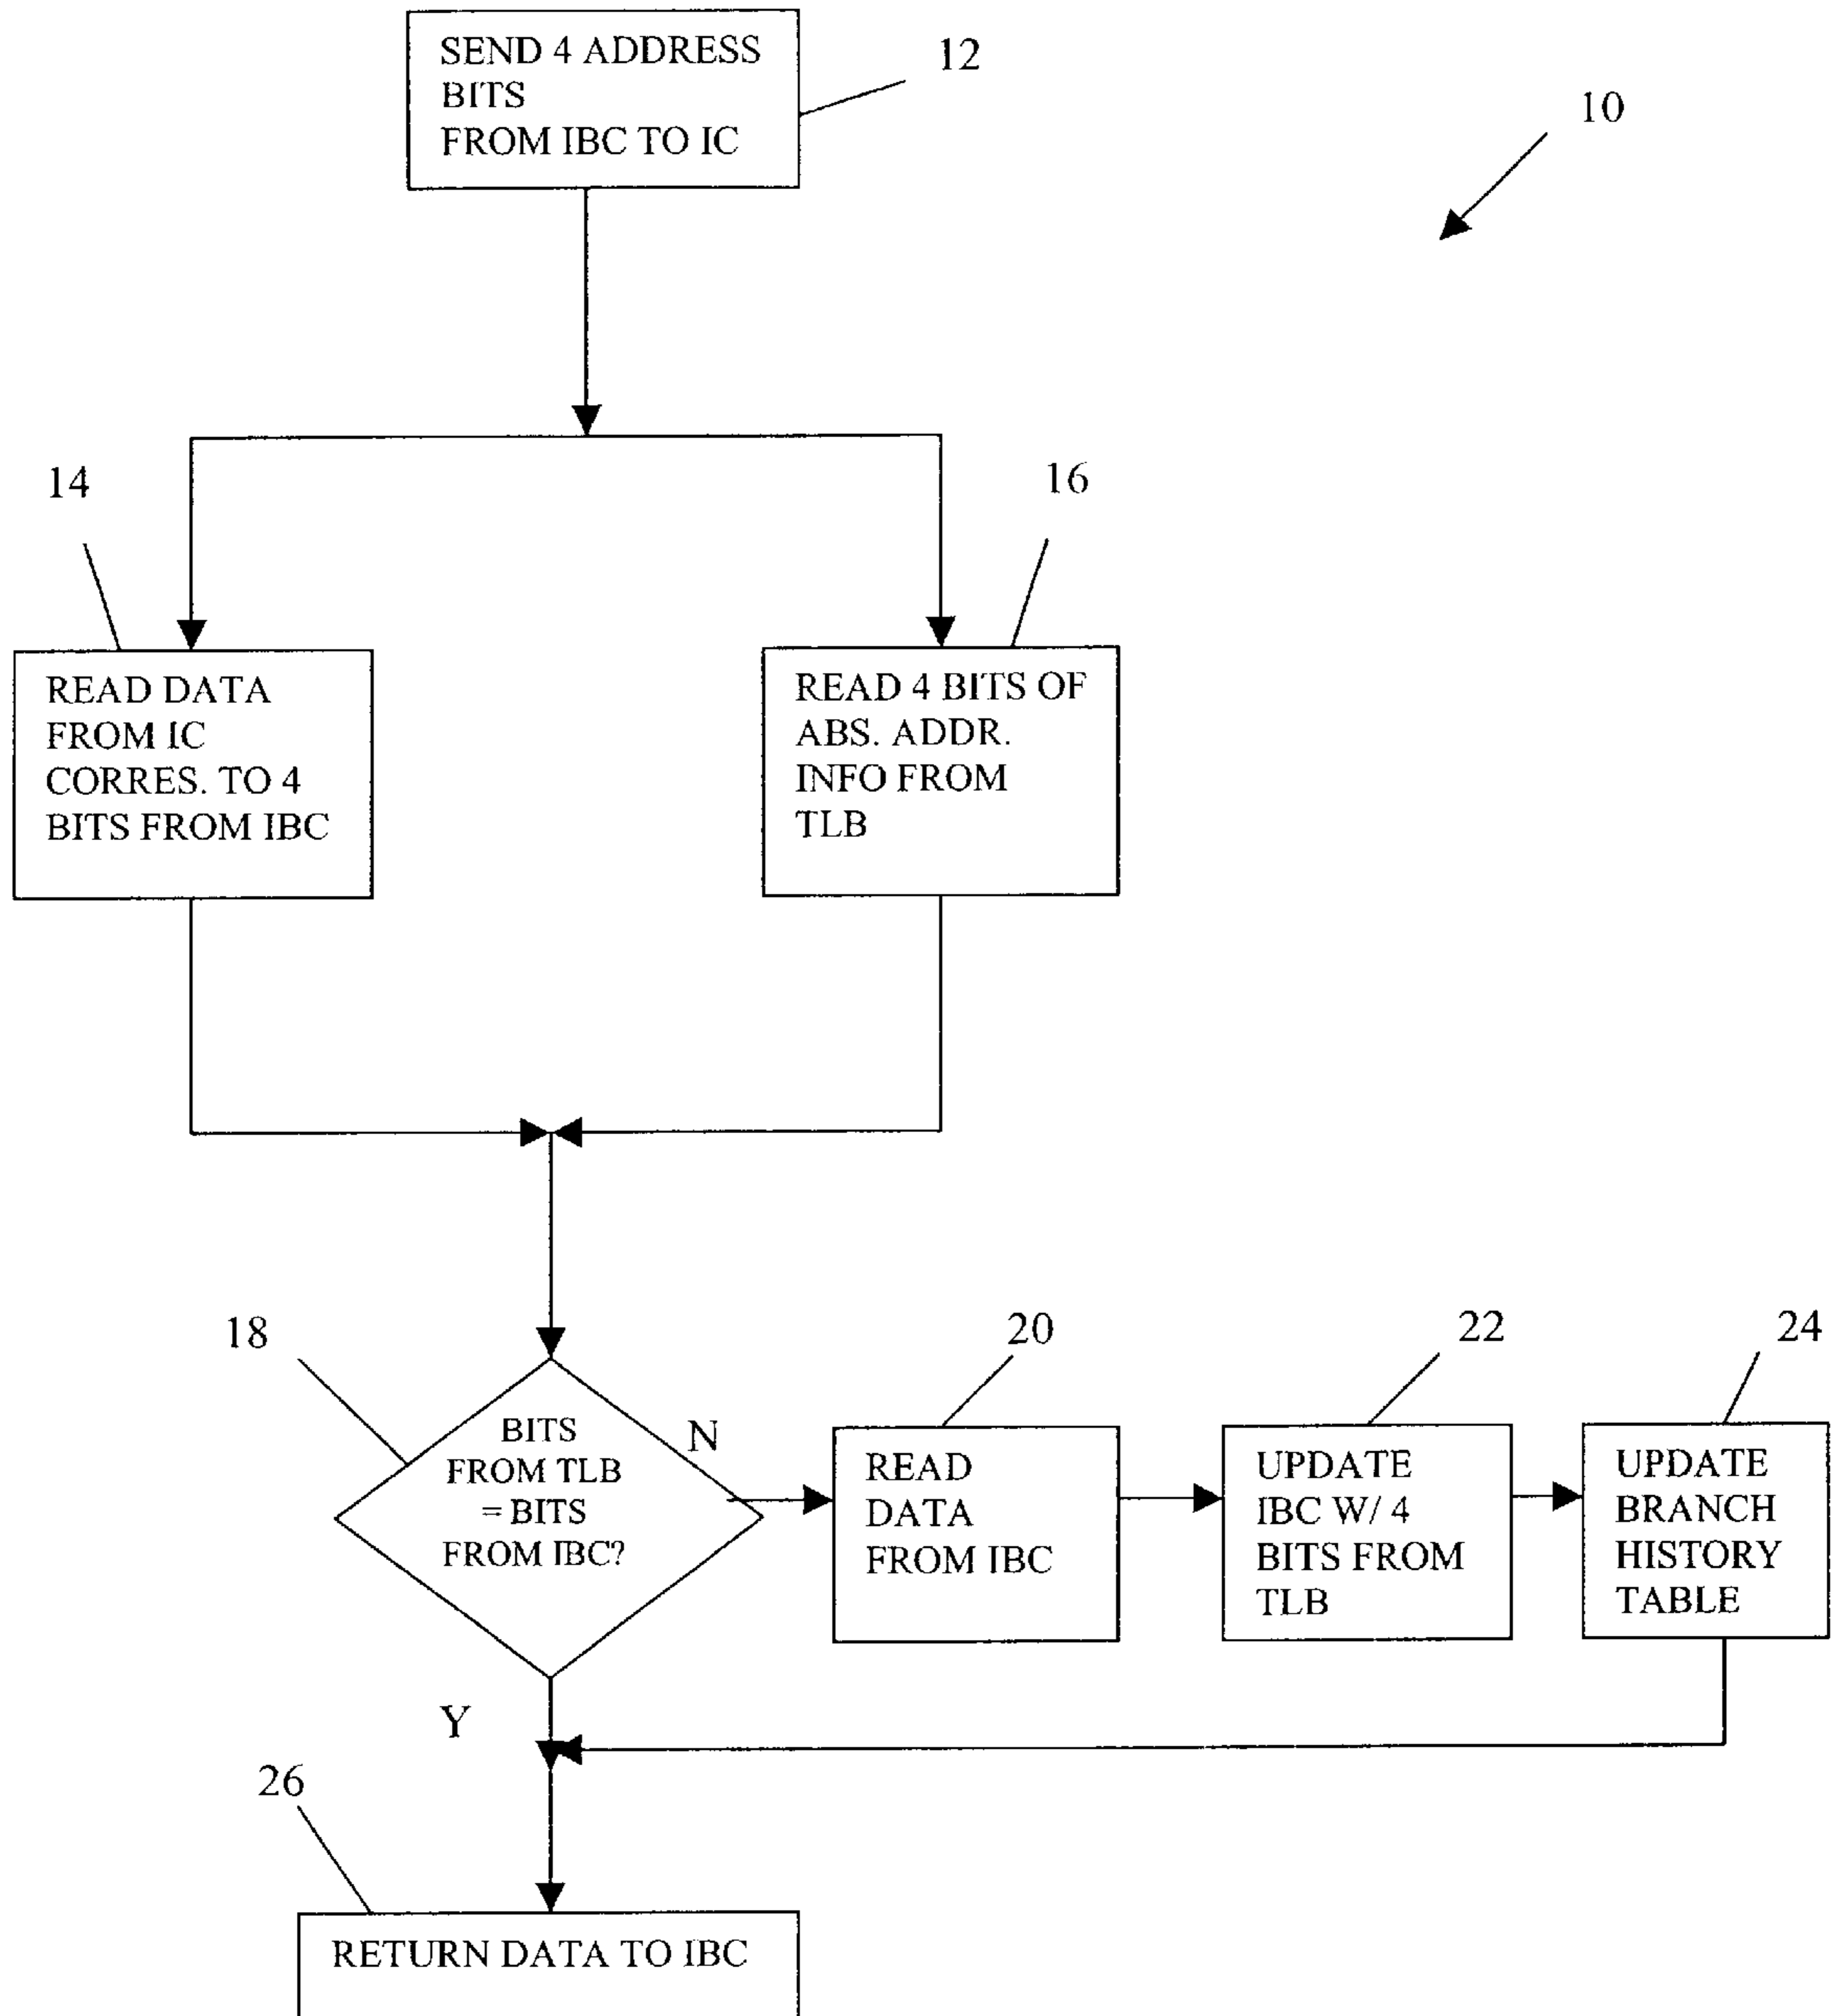 SEND 4 ADDRESS
BITS
FROM IBC TO IC
12
10
14
16
READ DATA
FROM IC
CORRES. TO 4
BITS FROM IBC
READ 4 BITS OF
ABS. ADDR.
INFO FROM
TLB
18
BITS
FROM TLB
= BITS
FROM IBC?
N
20
READ
DATA
FROM IBC
22
UPDATE
IBC W/ 4
BITS FROM
TLB
24
UPDATE
BRANCH
HISTORY
TABLE
Y
26
RETURN DATA TO IBC